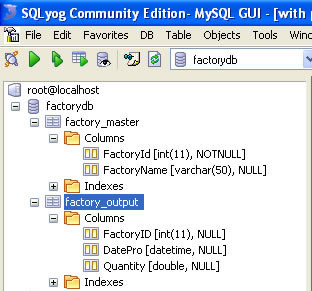 SQLyog Community Edition- MySQL GUI - [with
File Edit Favorites DB Table Objects Tools Window
factorydb
root@localhost
factorydb
factory_master
Columns
FactoryId [int(11), NOTNULL]
FactoryName [varchar(50), NULL]
Indexes
factory_output
Columns
FactoryID [int(11), NULL]
DatePro [datetime, NULL]
Quantity [double, NULL]
Indexes